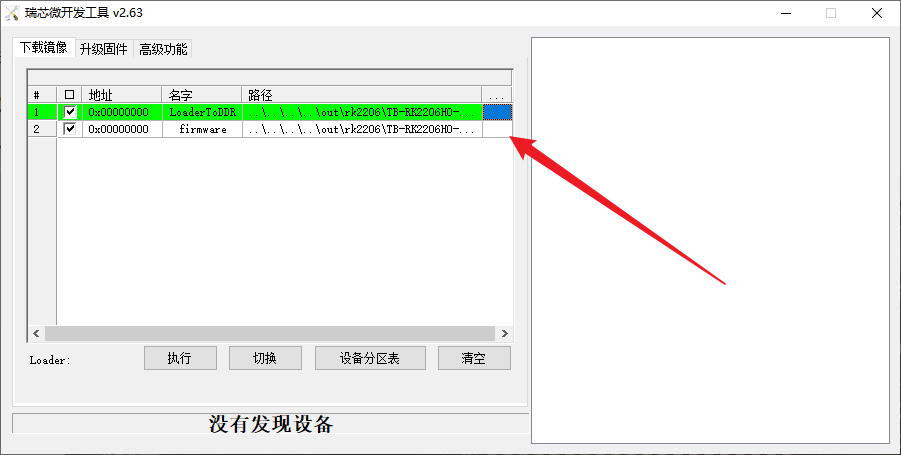 瑞芯微开发工具 v2.63
下载镜像 升级固件 高级功能
# 地址 名字 路径 ...
1 0x00000000 LoaderToDDR ..\..\..\..\out\rk2206\TB-RK2206H0-...
2 0x00000000 firmware ..\..\..\..\out\rk2206\TB-RK2206H0-...
Loader: 执行 切换 设备分区表 清空
没有发现设备